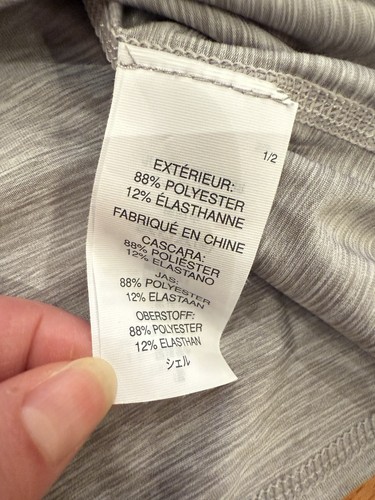 1/2
EXTÉRIEUR:
88% POLYESTER
12% ÉLASTHANNE
FABRIQUÉ EN CHINE
CASCARA:
88% POLIÉSTER
12% ELASTANO
JAS:
88% POLYESTER
12% ELASTAAN
OBERSTOFF:
88% POLYESTER
12% ELASTHAN
シェル